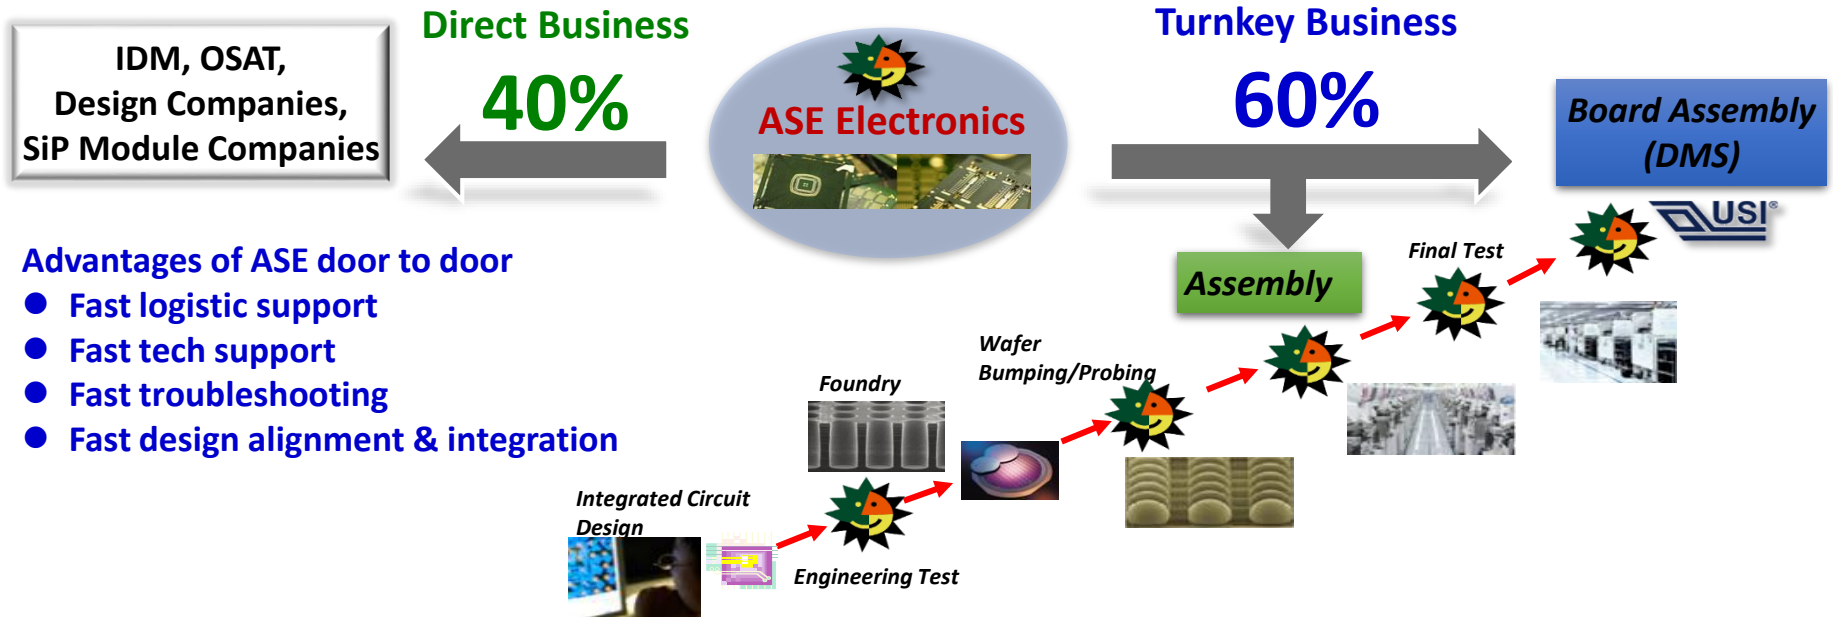 Direct Business
40%
IDM, OSAT,
Design Companies,
SiP Module Companies
ASE Electronics
Turnkey Business
60%
Board Assembly
(DMS)
USI®
Assembly
Advantages of ASE door to door
● Fast logistic support
● Fast tech support
● Fast troubleshooting
● Fast design alignment & integration
Integrated Circuit
Design
Engineering Test
Foundry
Wafer
Bumping/Probing
Final Test